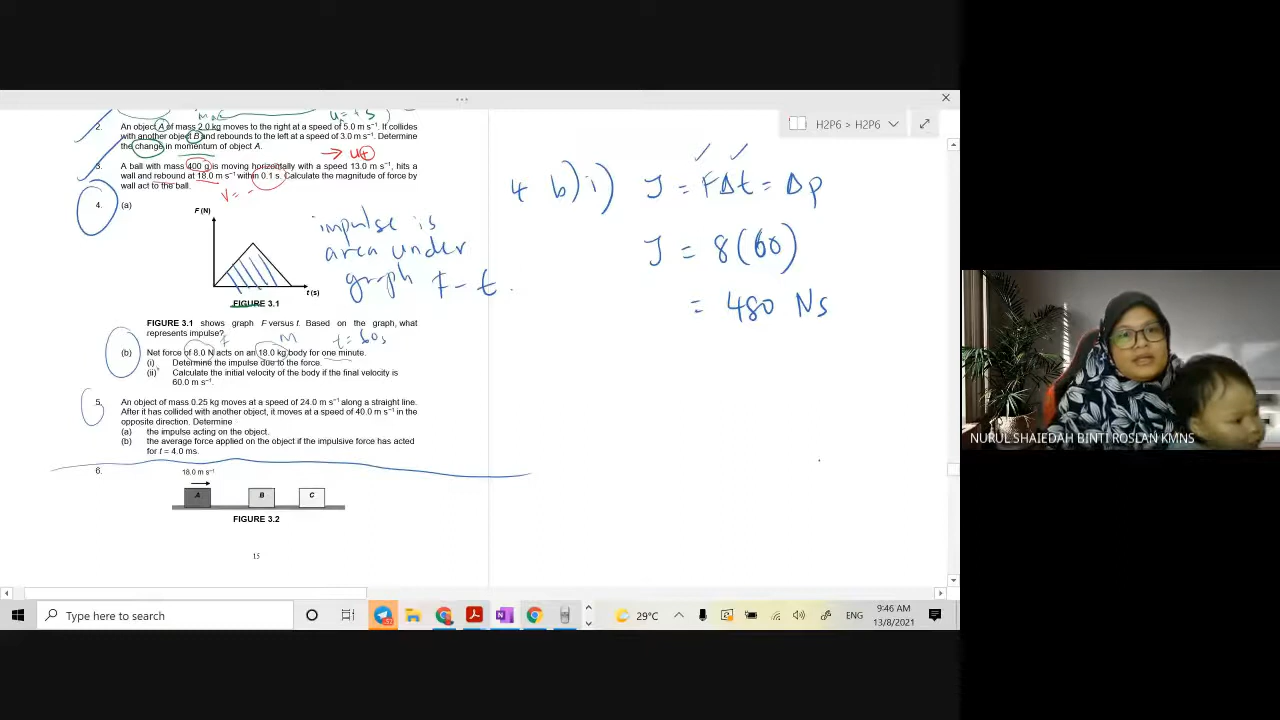 H2P6 > H2P6
2. An object A of mass 2.0 kg moves to the right at a speed of 5.0 m s⁻¹. It collides
with another object B and rebounds to the left at a speed of 3.0 m s⁻¹. Determine
the change in momentum of object A.
3. A ball with mass 400 g is moving horizontally with a speed 13.0 m s⁻¹, hits a
wall and rebound at 18.0 m s⁻¹ within 0.1 s. Calculate the magnitude of force by
wall act to the ball.
→ u+
v = -
4. (a)
F (N)
t (s)
FIGURE 3.1
impulse is
area under
graph F - t.
FIGURE 3.1 shows graph F versus t. Based on the graph, what
represents impulse?
F
m
t = 60s
(b) Net force of 8.0 N acts on an 18.0 kg body for one minute.
(i) Determine the impulse due to the force.
(ii) Calculate the initial velocity of the body if the final velocity is
60.0 m s⁻¹.
5. An object of mass 0.25 kg moves at a speed of 24.0 m s⁻¹ along a straight line.
After it has collided with another object, it moves at a speed of 40.0 m s⁻¹ in the
opposite direction. Determine
(a) the impulse acting on the object.
(b) the average force applied on the object if the impulsive force has acted
for t = 4.0 ms.
6. 18.0 m s⁻¹
A B C
FIGURE 3.2
15
4 b) i) J = FΔt = Δp
J = 8(60)
= 480 Ns
NURUL SHAIEDAH BINTI ROSLAN KMNS
Type here to search
29°C
ENG
9:46 AM
13/8/2021